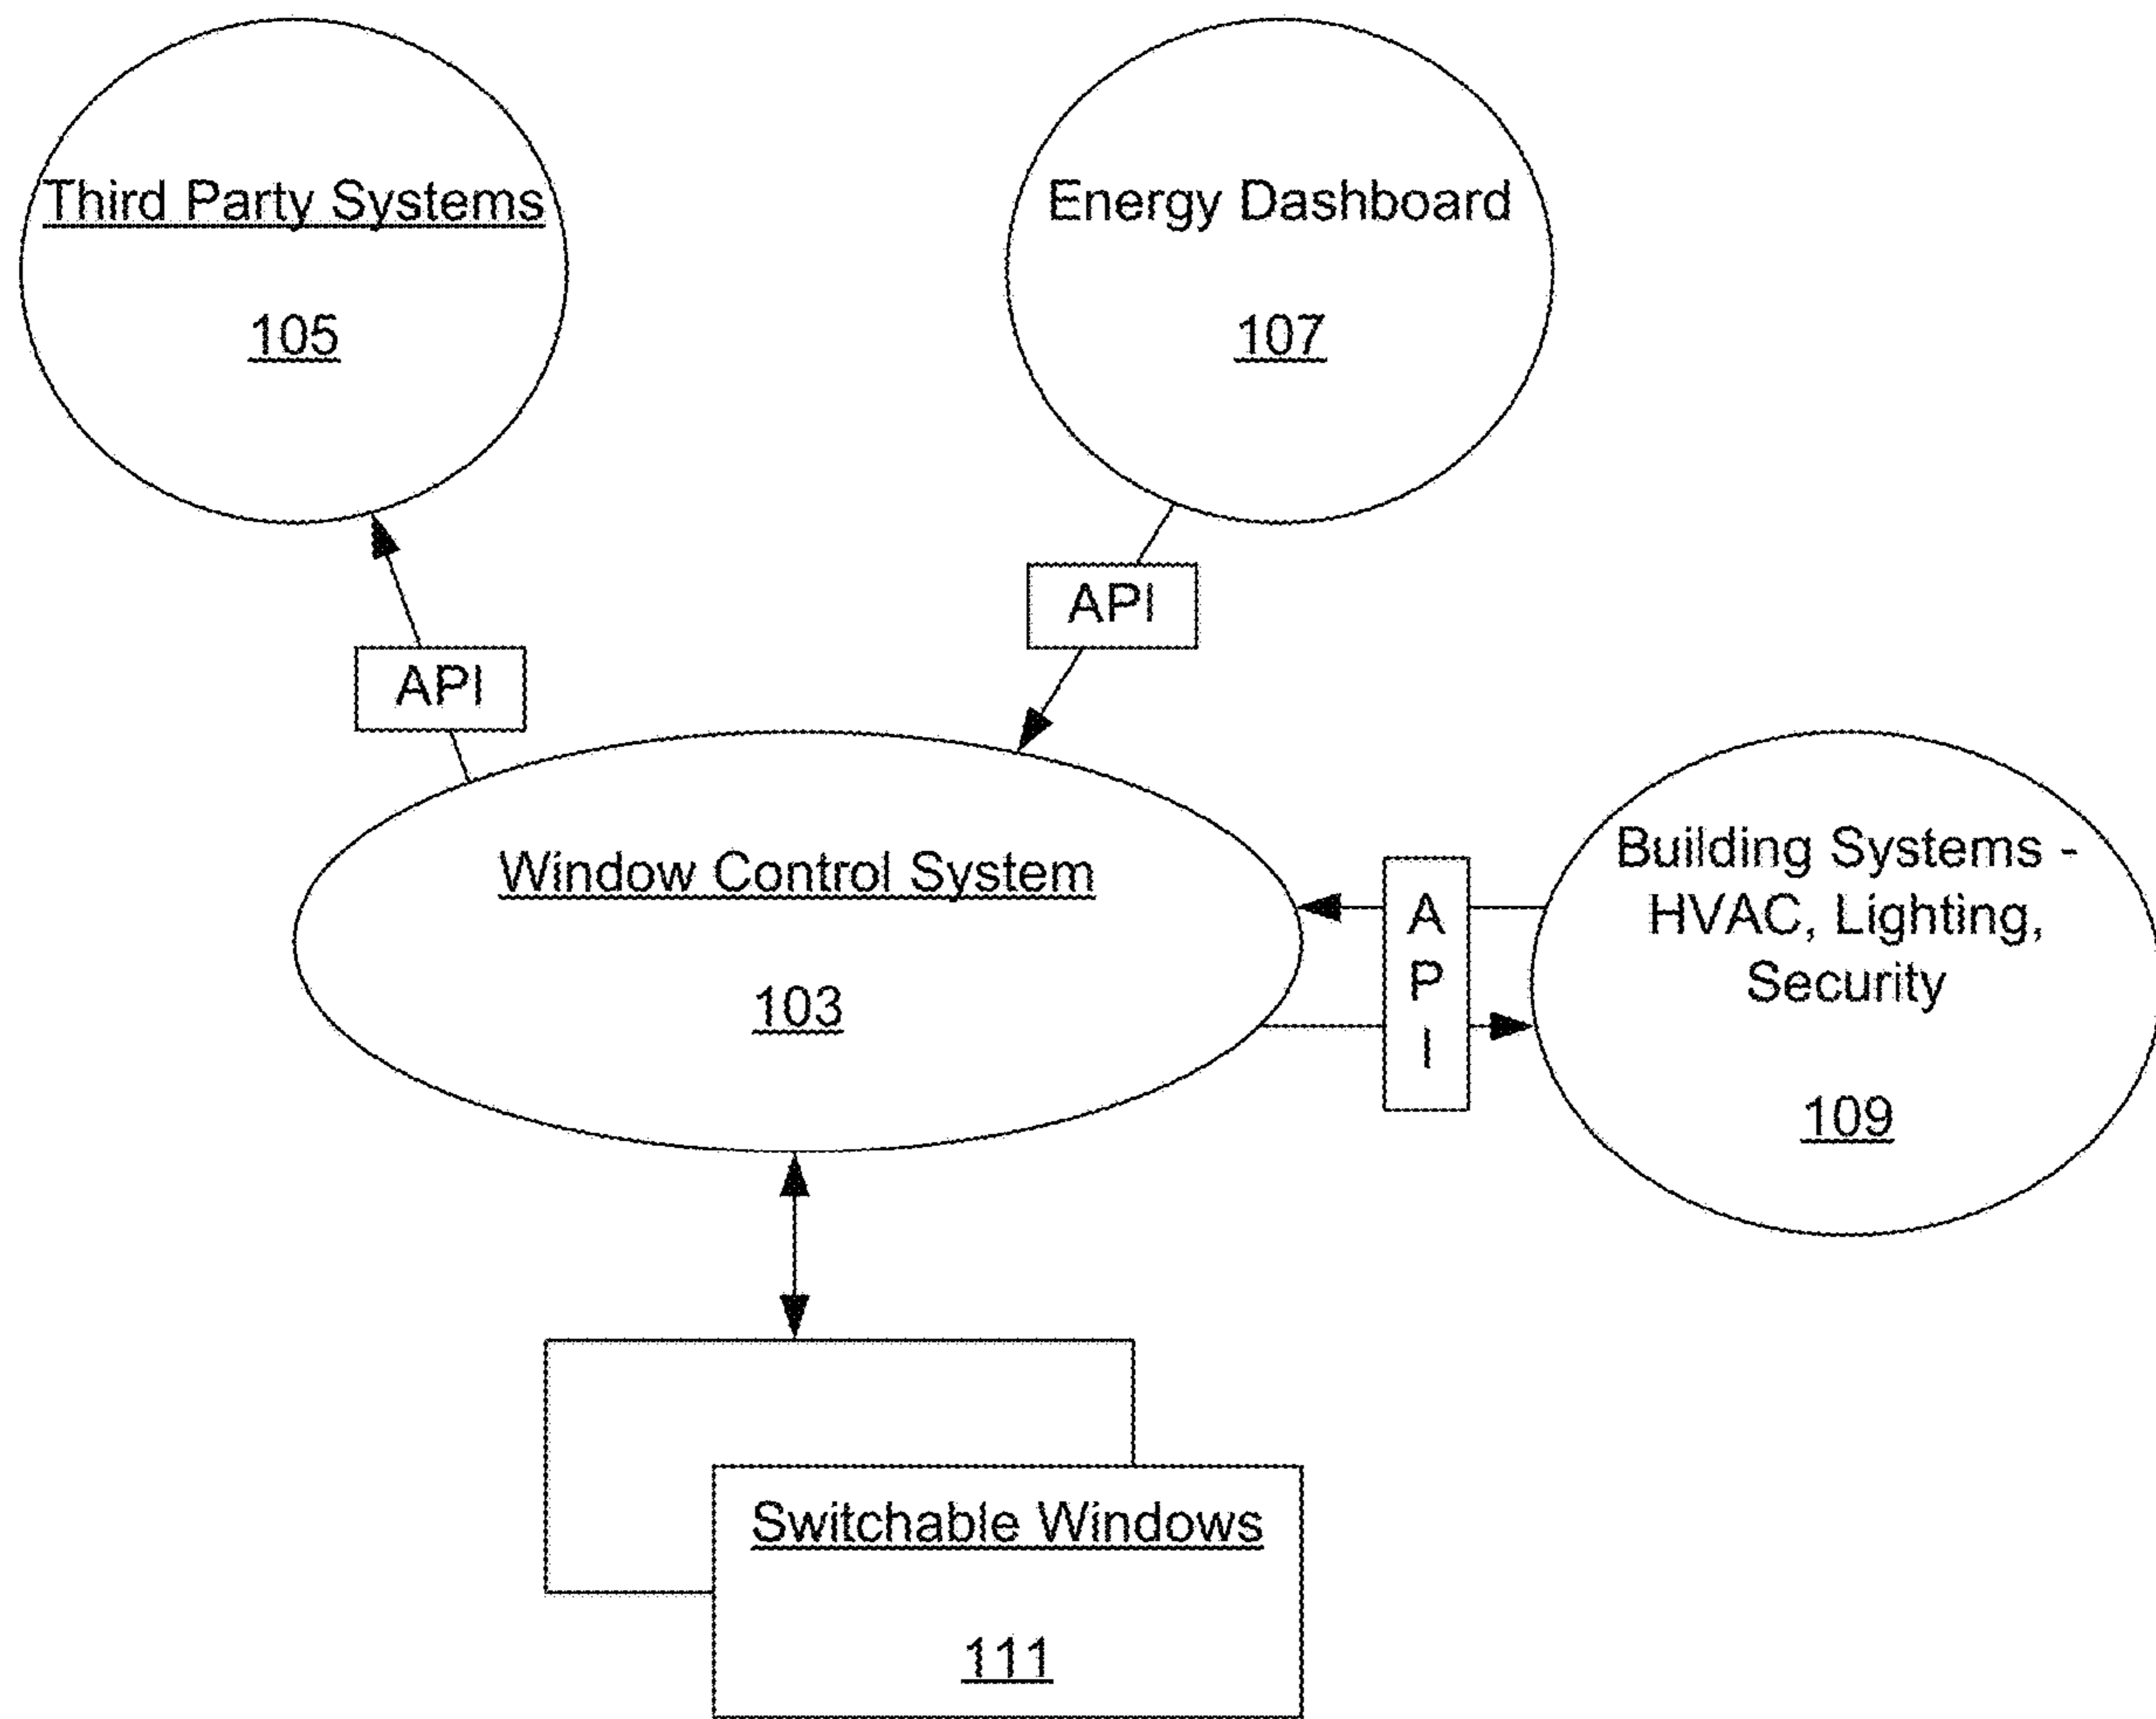 Third Party Systems
105
Energy Dashboard
107
API
API
Window Control System
103
A
P
I
Building Systems -
HVAC, Lighting,
Security
109
Switchable Windows
111